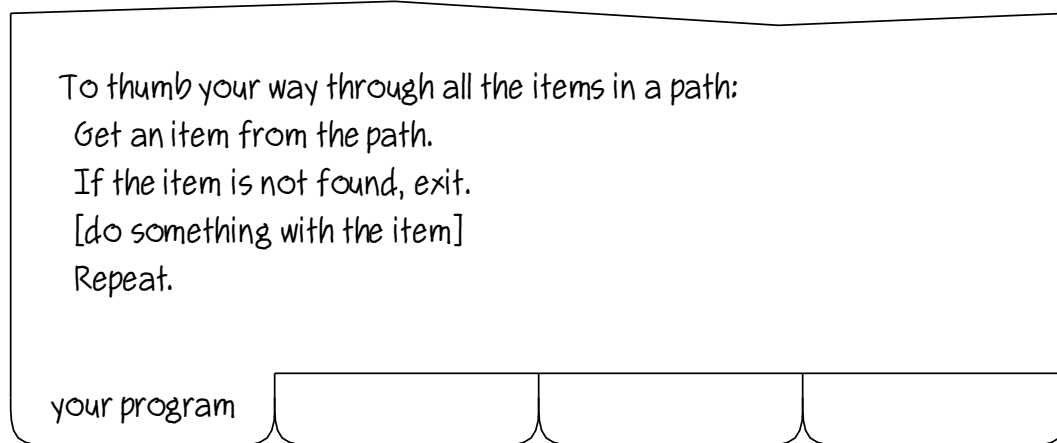 To thumb your way through all the items in a path:
Get an item from the path.
If the item is not found, exit.
[do something with the item]
Repeat.
your program